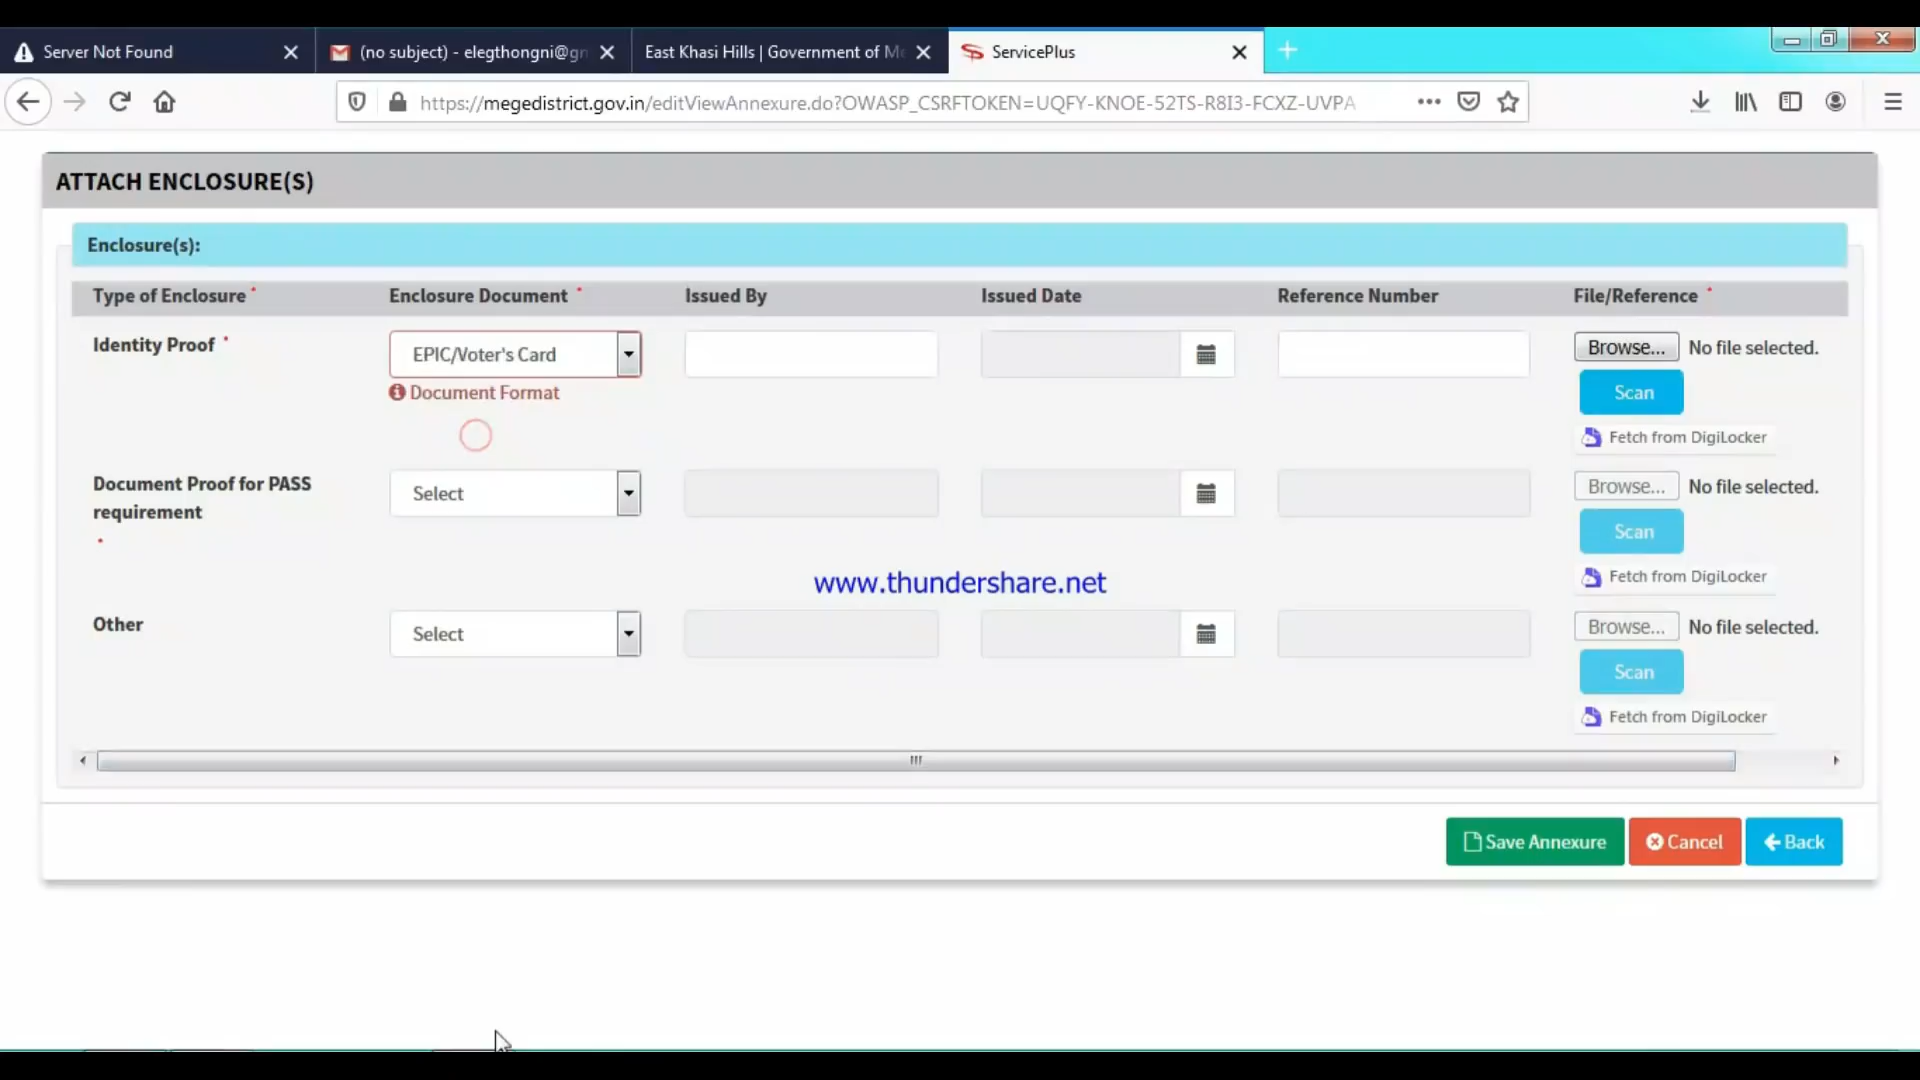 Server Not Found
(no subject) - elegthongni@gm
East Khasi Hills | Government of Me
ServicePlus
https://megedistrict.gov.in/editViewAnnexure.do?OWASP_CSRFTOKEN=UQFY-KNOE-52TS-R8I3-FCXZ-UVPA
ATTACH ENCLOSURE(S)
Enclosure(s):
Type of Enclosure * Enclosure Document * Issued By Issued Date Reference Number File/Reference *
Identity Proof * EPIC/Voter's Card Browse... No file selected.
Document Format Scan
Fetch from DigiLocker
Document Proof for PASS Select Browse... No file selected.
requirement Scan
*
Fetch from DigiLocker
www.thundershare.net
Other Select Browse... No file selected.
Scan
Fetch from DigiLocker
Save Annexure Cancel Back